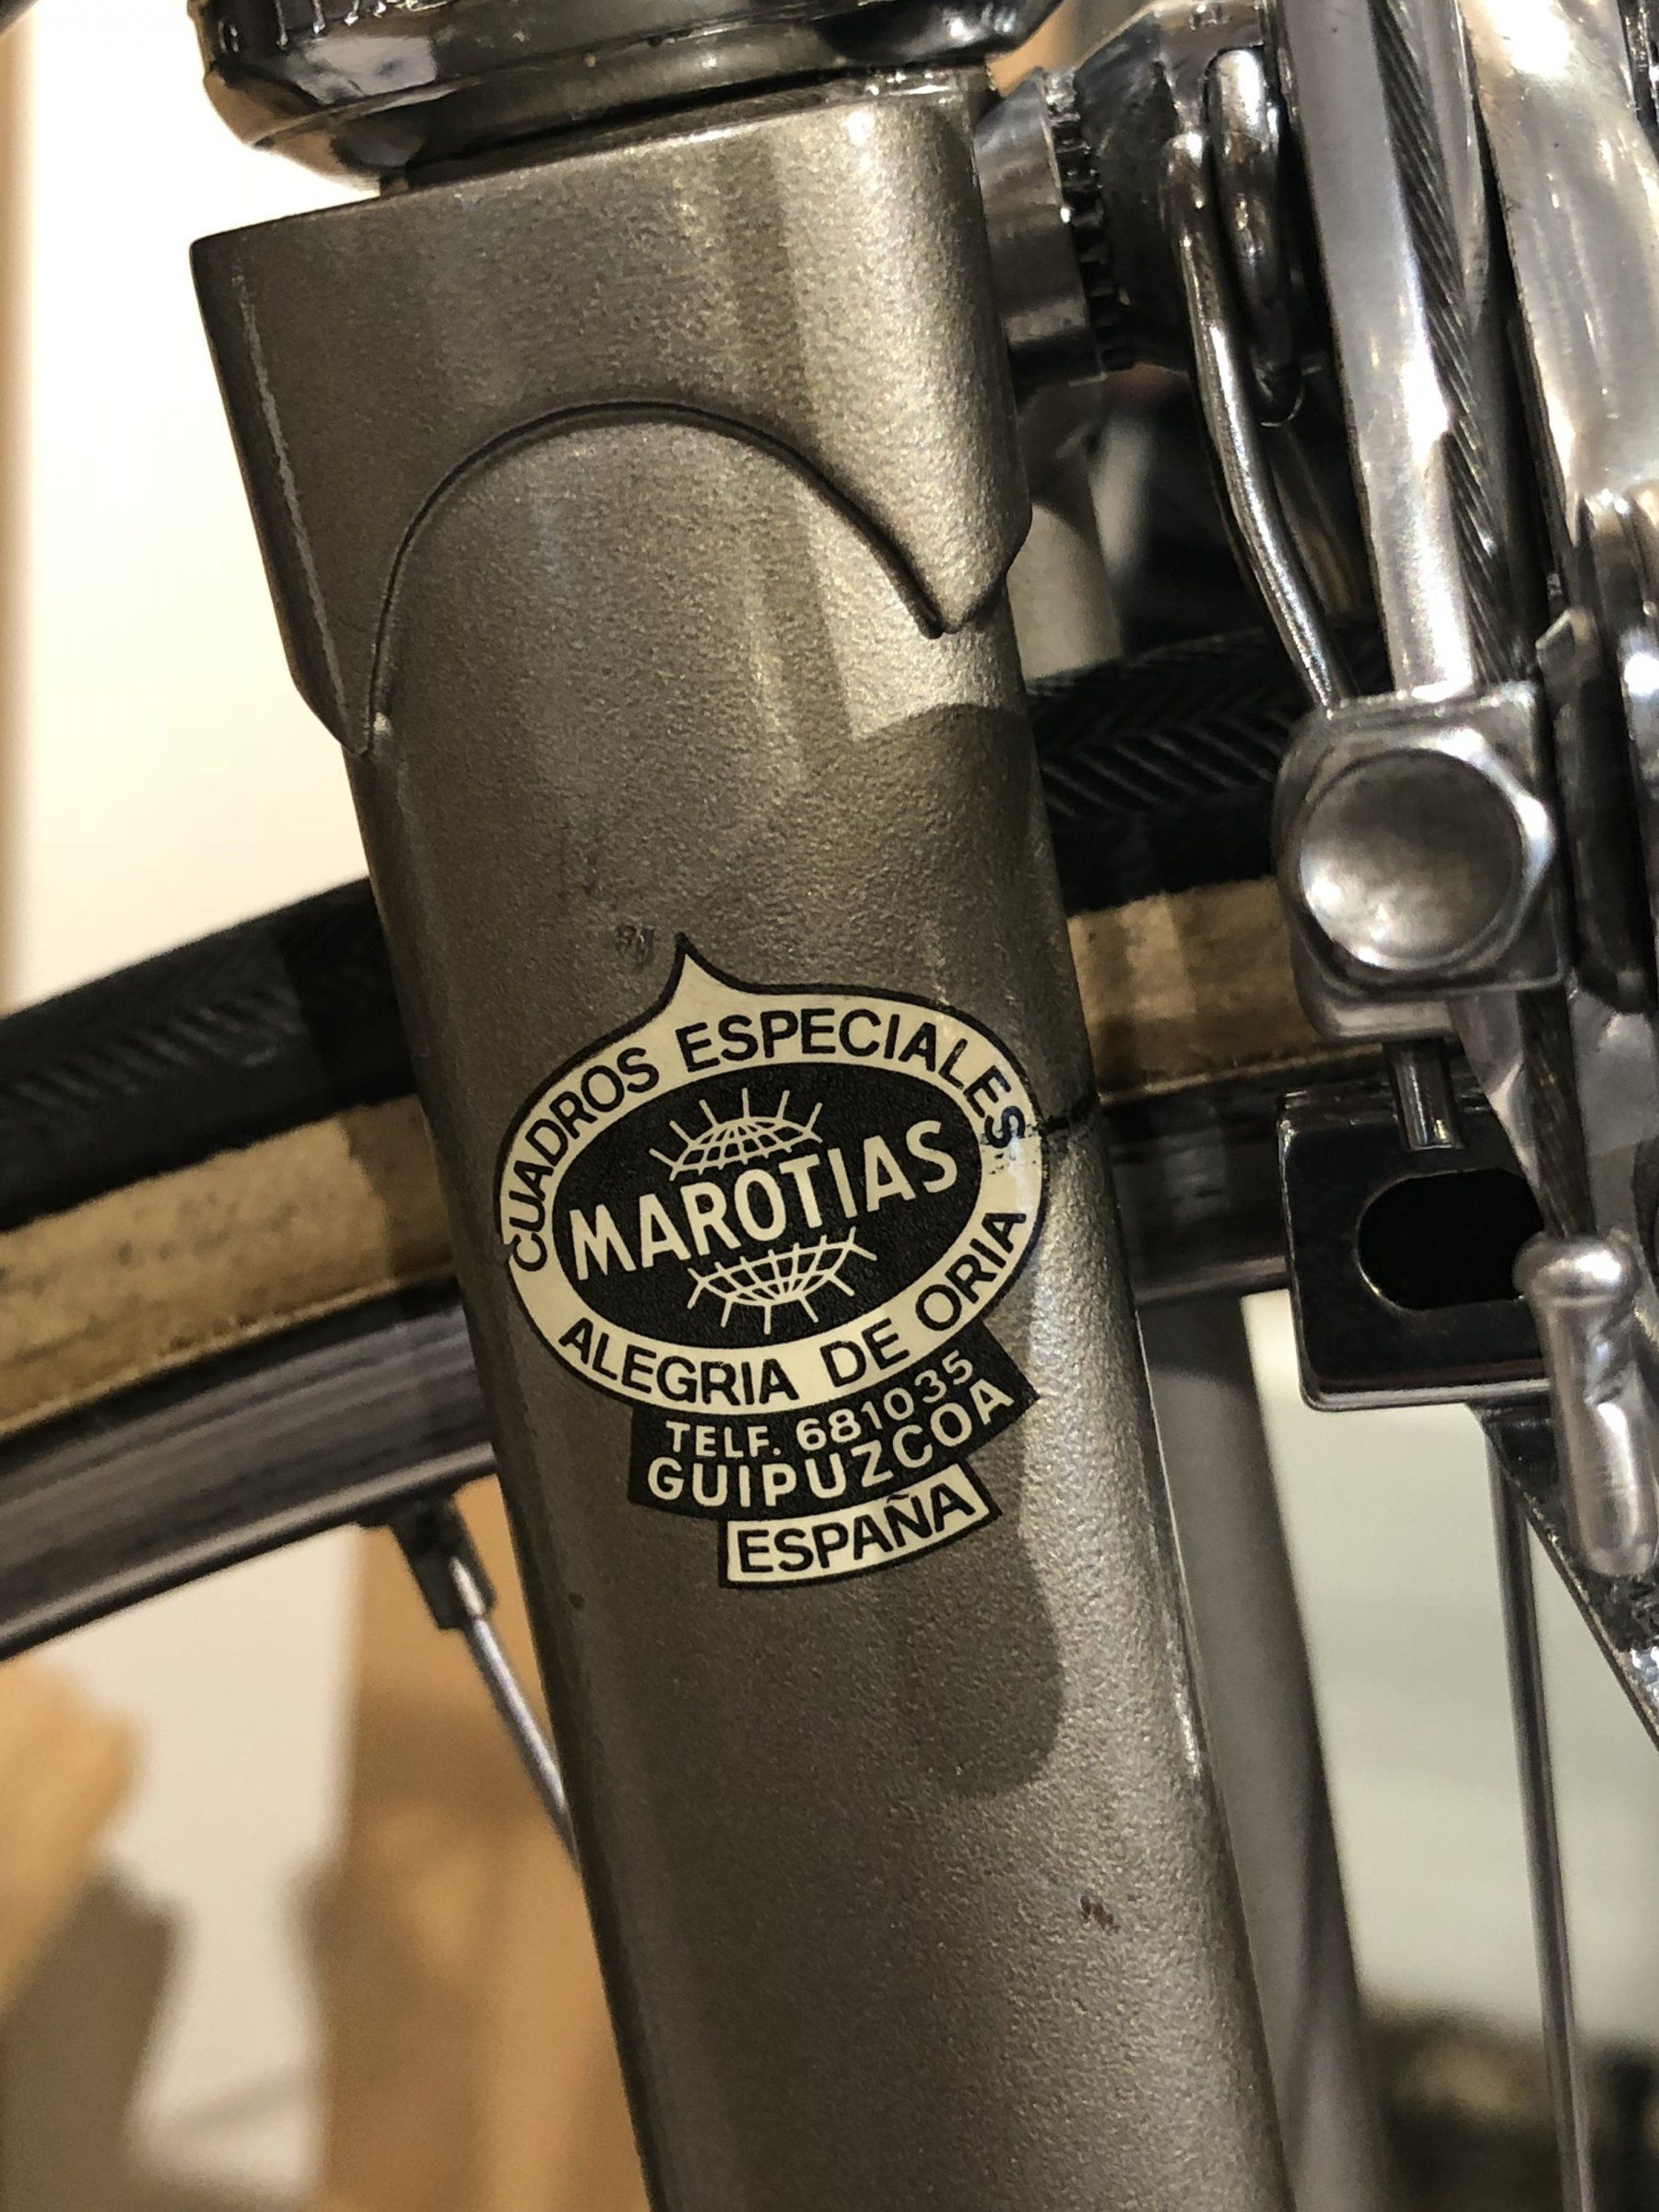 CUADROS ESPECIALES
MAROTIAS
ALEGRIA DE ORIA
TELF. 681035
GUIPUZCOA
ESPAÑA